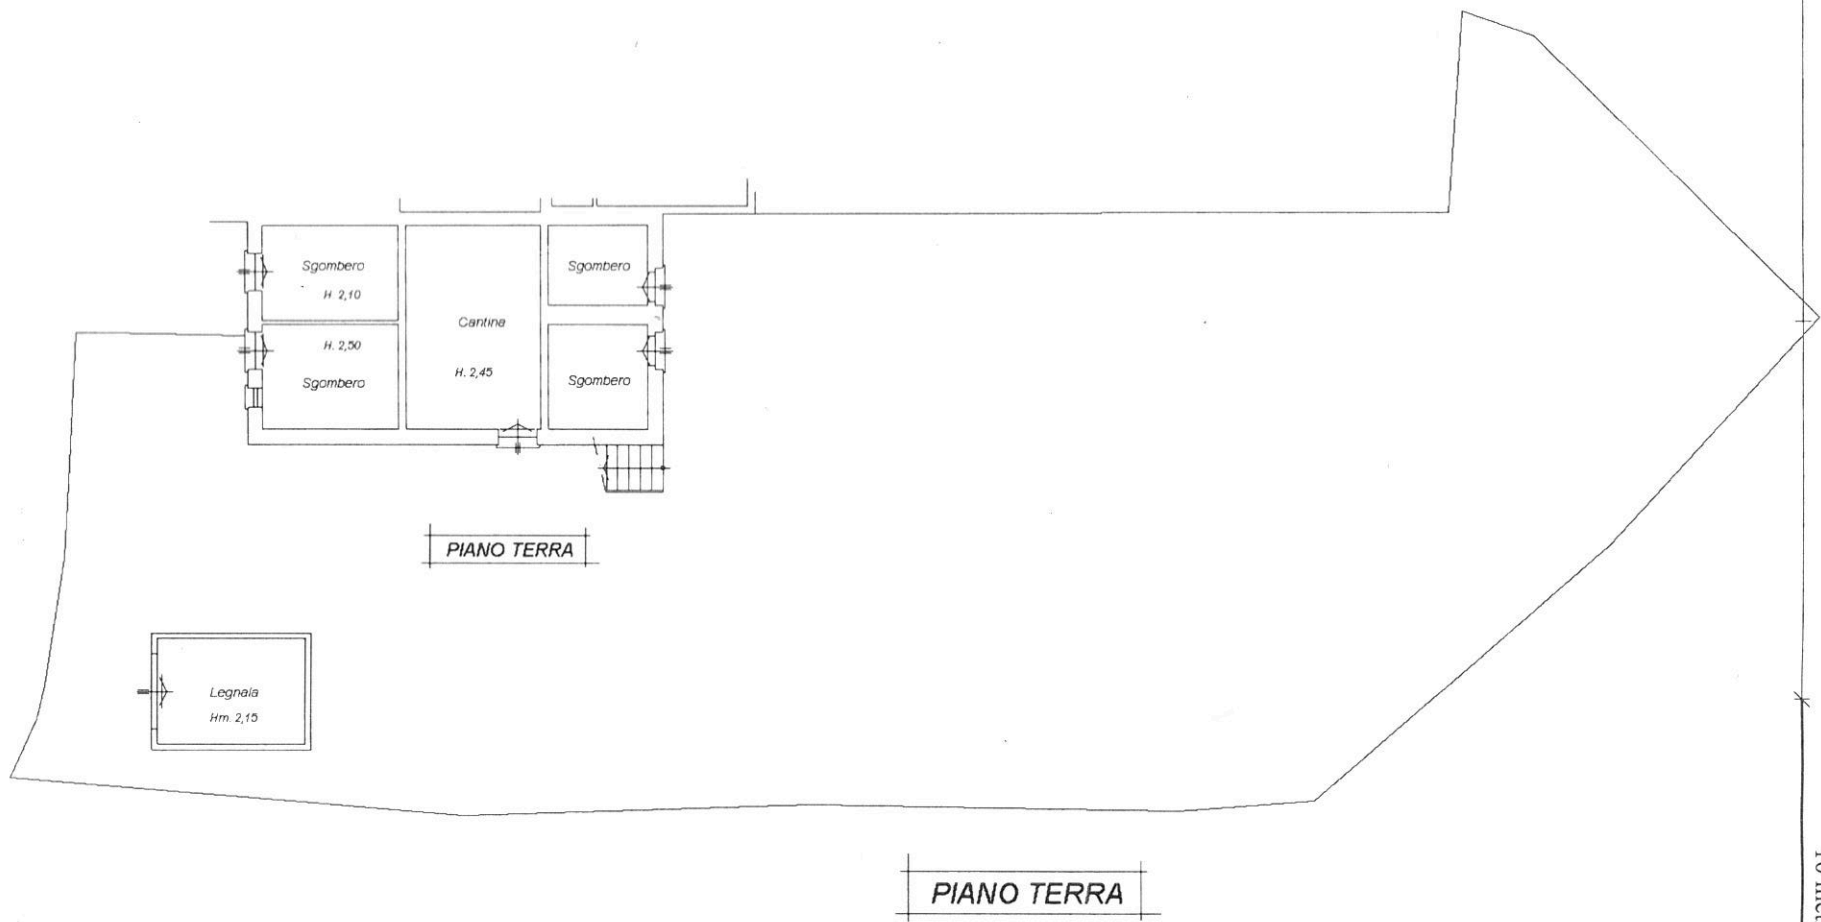 Sgombero
H. 2,10
Cantina
H. 2,45
Sgombero
H. 2,50
Sgombero
Sgombero
PIANO TERRA
Legnaia
Hm. 2,15
PIANO TERRA